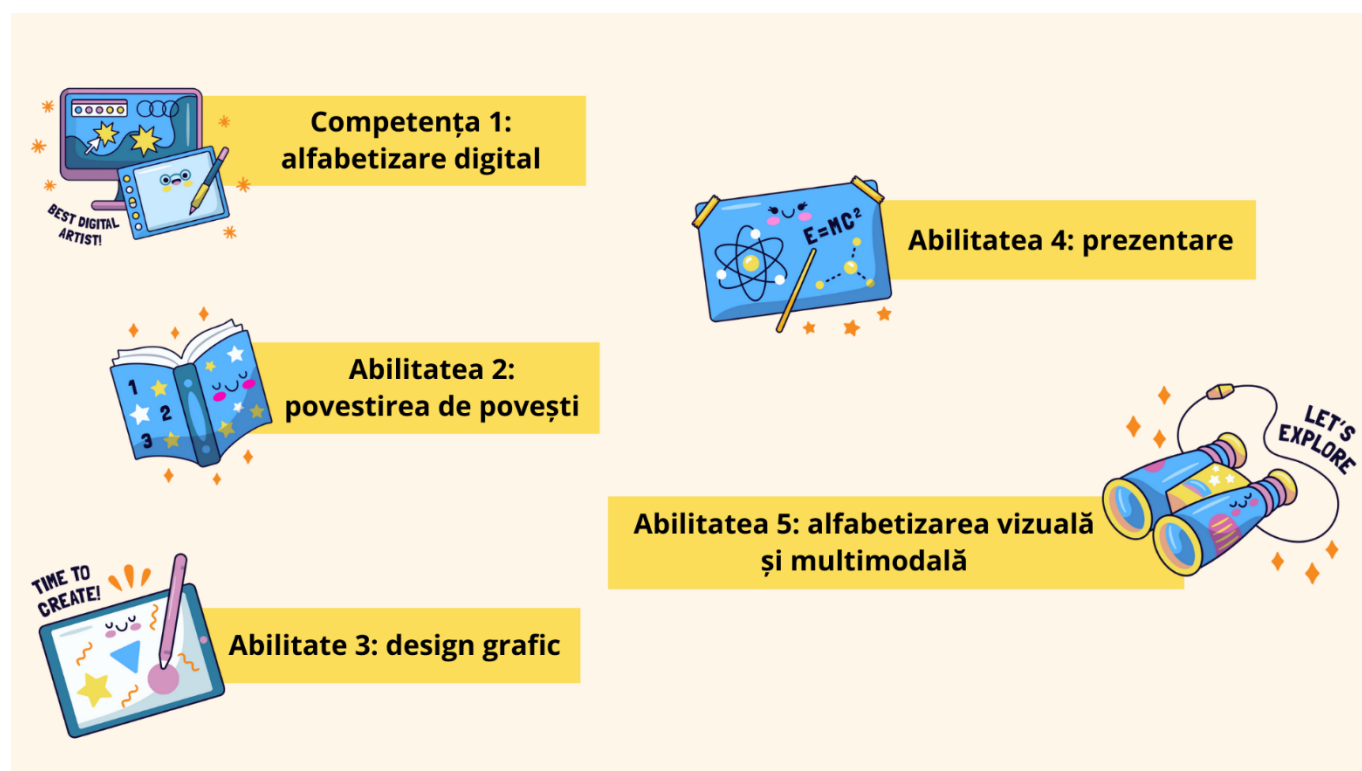 Competența 1:
alfabetizare digital
BEST DIGITAL
ARTIST!
Abilitatea 2:
povestirea de povești
1
2
3
TIME TO
CREATE!
Abilitate 3: design grafic
E=MC²
Abilitatea 4: prezentare
LET'S
EXPLORE
Abilitatea 5: alfabetizarea vizuală
și multimodală